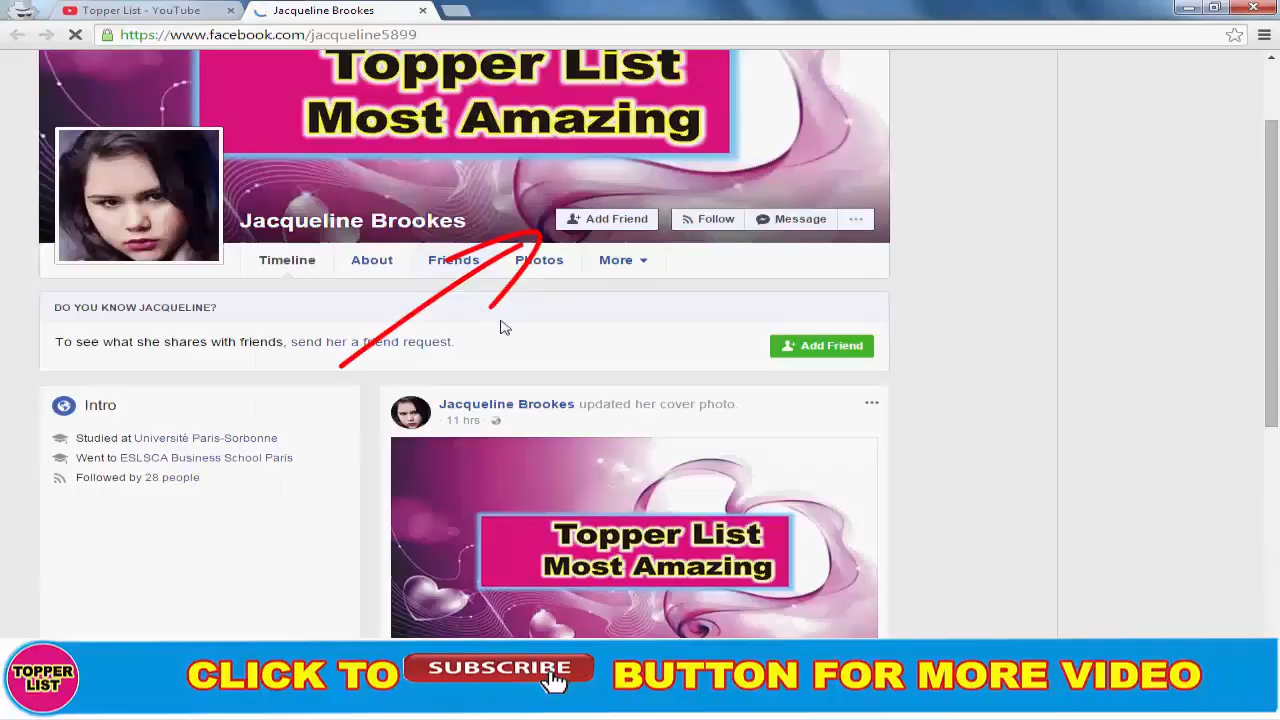 Topper List - YouTube
Jacqueline Brookes
https://www.facebook.com/jacqueline5899
Topper List
Most Amazing
Jacqueline Brookes
Add Friend
Follow
Message
Timeline
About
Friends
Photos
More
DO YOU KNOW JACQUELINE?
To see what she shares with friends, send her a friend request.
Add Friend
Intro
Studied at Université Paris-Sorbonne
Went to ESLSCA Business School Paris
Followed by 28 people
Jacqueline Brookes updated her cover photo.
11 hrs
Topper List
Most Amazing
TOPPER
LIST
CLICK TO SUBSCRIBE BUTTON FOR MORE VIDEO